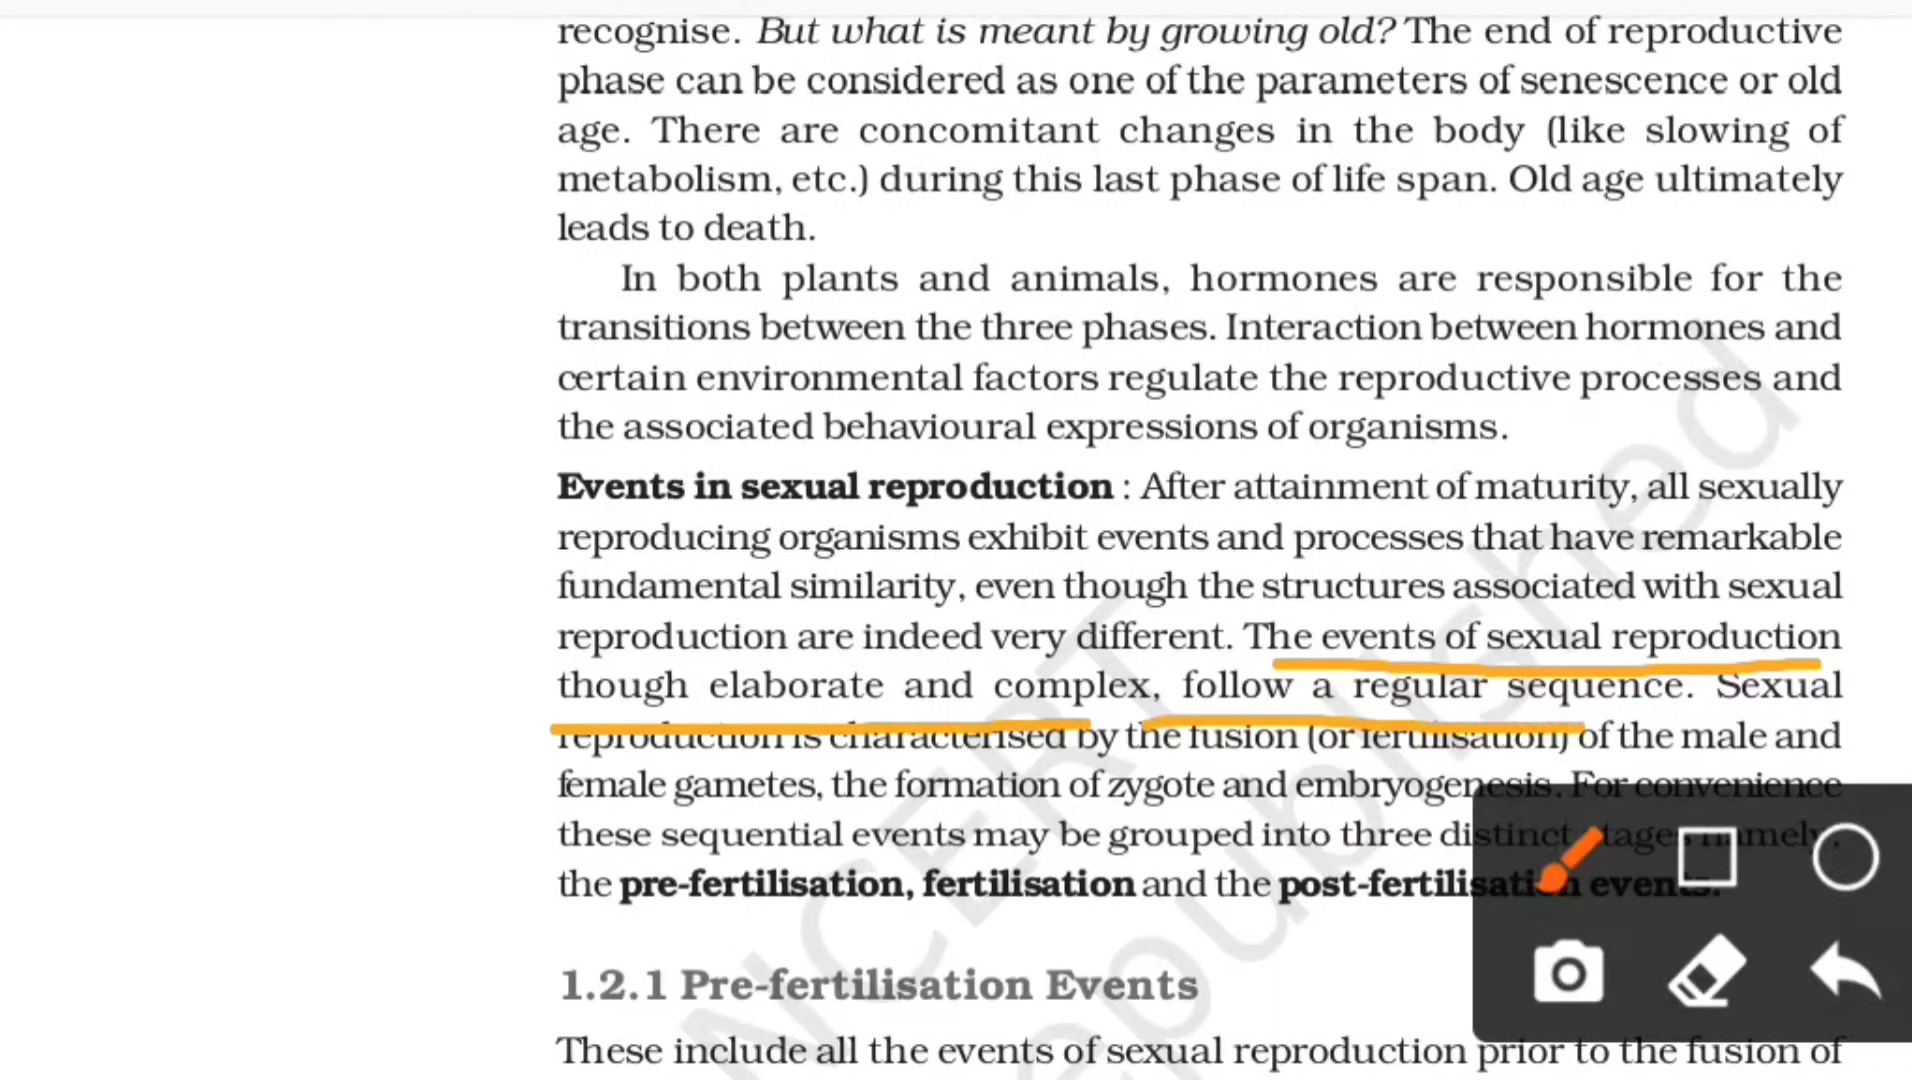 recognise. But what is meant by growing old? The end of reproductive
phase can be considered as one of the parameters of senescence or old
age. There are concomitant changes in the body (like slowing of
metabolism, etc.) during this last phase of life span. Old age ultimately
leads to death.
In both plants and animals, hormones are responsible for the
transitions between the three phases. Interaction between hormones and
certain environmental factors regulate the reproductive processes and
the associated behavioural expressions of organisms.
Events in sexual reproduction : After attainment of maturity, all sexually
reproducing organisms exhibit events and processes that have remarkable
fundamental similarity, even though the structures associated with sexual
reproduction are indeed very different. The events of sexual reproduction
though elaborate and complex, follow a regular sequence. Sexual
reproduction is characterised by the fusion (or fertilisation) of the male and
female gametes, the formation of zygote and embryogenesis. For convenience
these sequential events may be grouped into three distinct stages namely,
the pre-fertilisation, fertilisation and the post-fertilisation events.
1.2.1 Pre-fertilisation Events
These include all the events of sexual reproduction prior to the fusion of
NCERT
republished